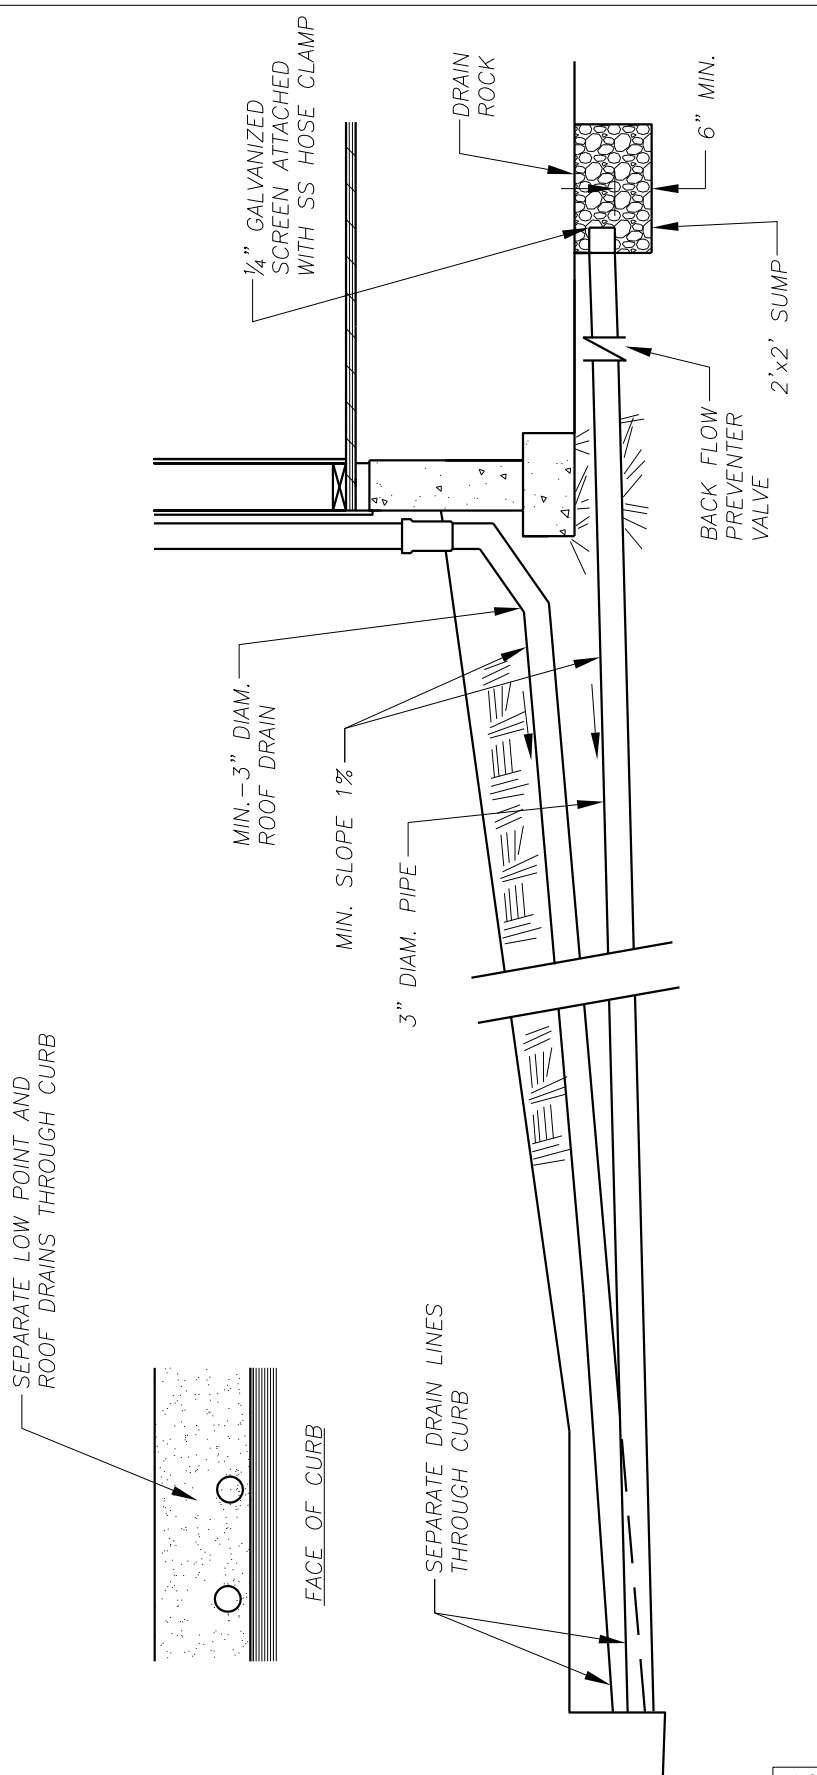 SEPARATE LOW POINT AND
ROOF DRAINS THROUGH CURB
FACE OF CURB
SEPARATE DRAIN LINES
THROUGH CURB
MIN.-3" DIAM.
ROOF DRAIN
MIN. SLOPE 1%
3" DIAM. PIPE
¼" GALVANIZED
SCREEN ATTACHED
WITH SS HOSE CLAMP
DRAIN
ROCK
6" MIN.
2'x2' SUMP
BACK FLOW
PREVENTER
VALVE